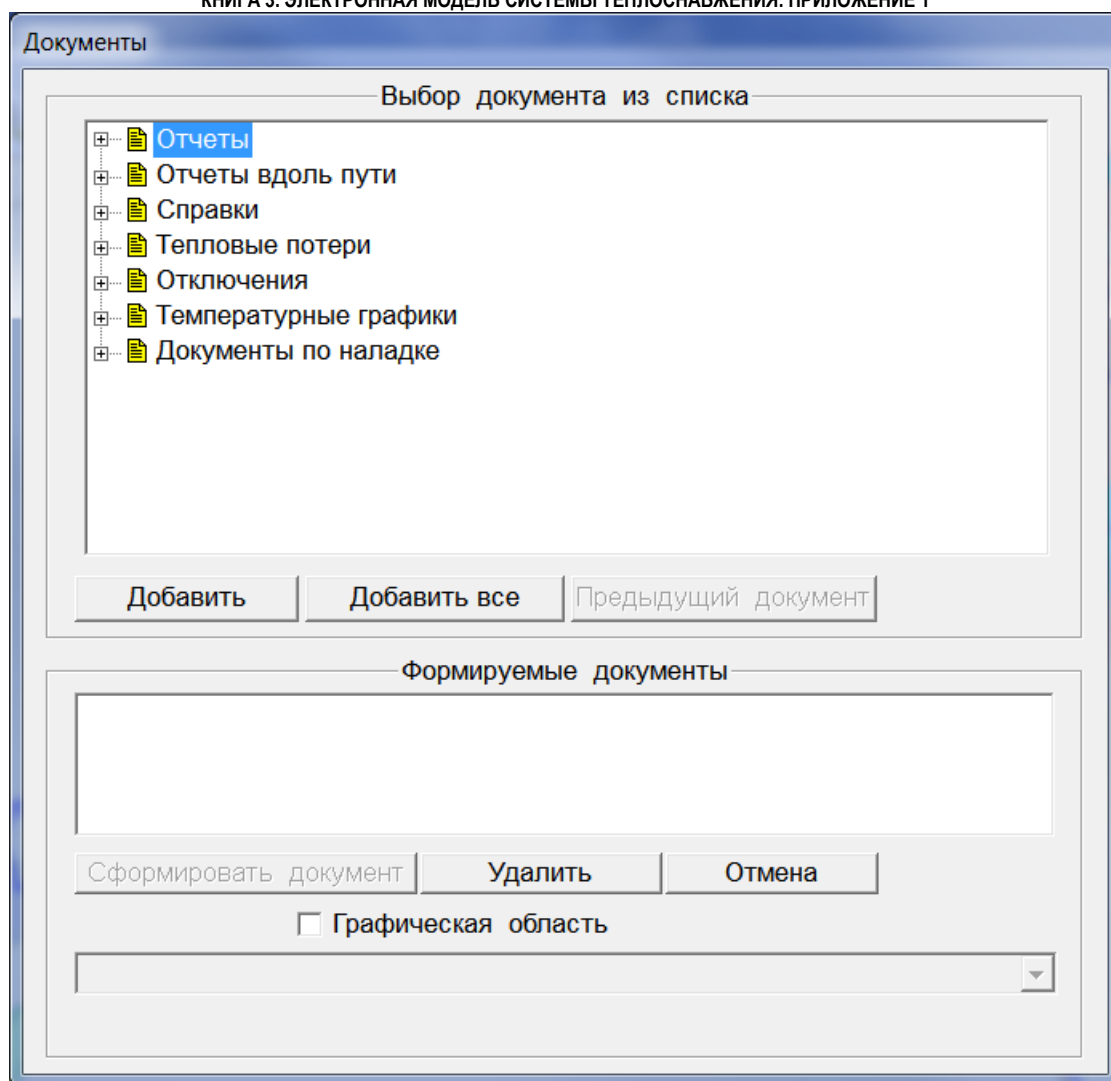 КНИГА 3. ЭЛЕКТРОННАЯ МОДЕЛЬ СИСТЕМЫ ТЕПЛОСНАБЖЕНИЯ. ПРИЛОЖЕНИЕ 1
Документы
Выбор документа из списка
Отчеты
Отчеты вдоль пути
Справки
Тепловые потери
Отключения
Температурные графики
Документы по наладке
Добавить Добавить все Предыдущий документ
Формируемые документы
Сформировать документ Удалить Отмена
Графическая область